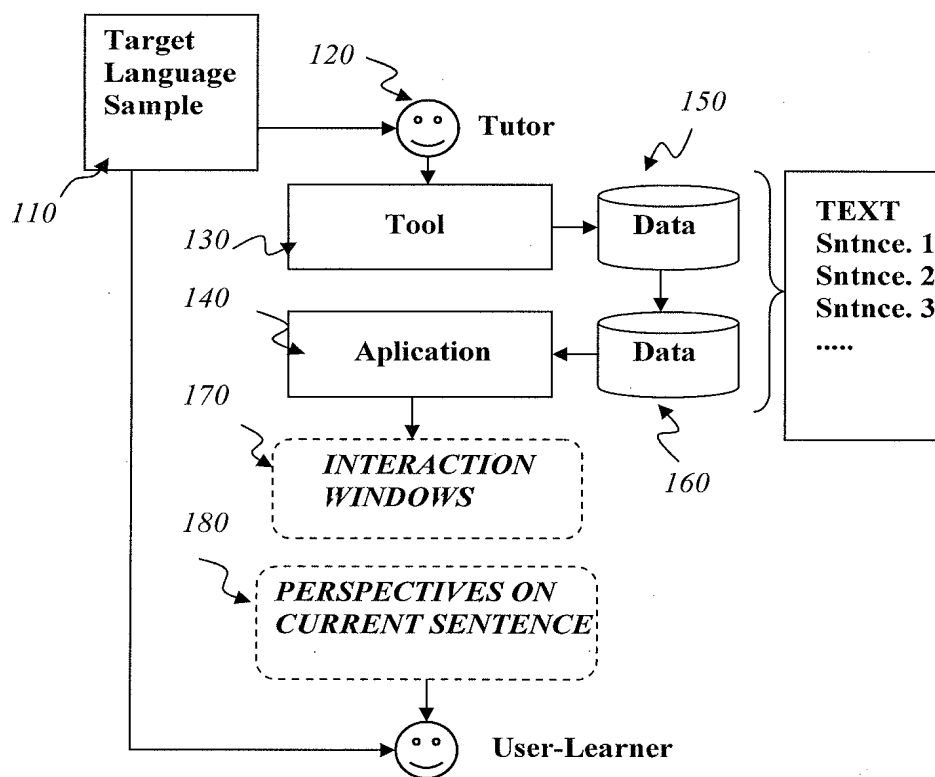 Target
Language
Sample
120
Tutor
150
110
Tool
130
Data
TEXT
Sntnce. 1
Sntnce. 2
Sntnce. 3
.....
140
Aplication
Data
170
INTERACTION
WINDOWS
160
180
PERSPECTIVES ON
CURRENT SENTENCE
User-Learner